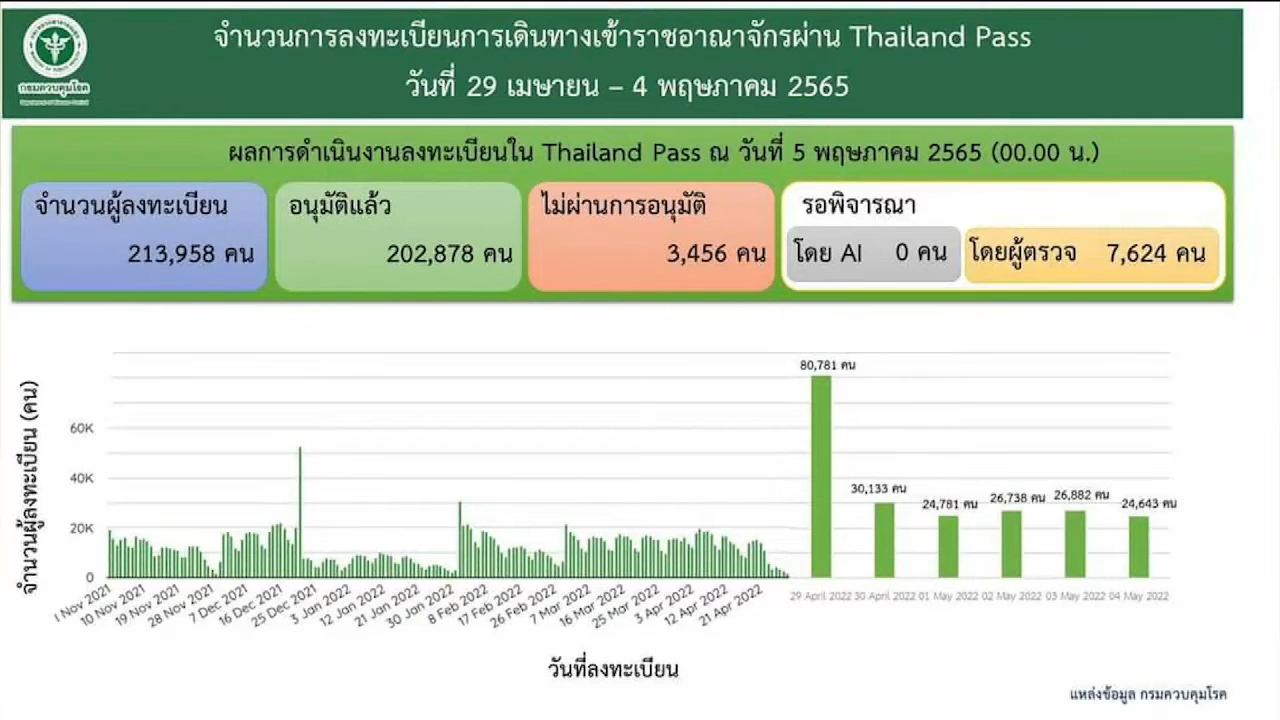 จำนวนการลงทะเบียนการเดินทางเข้าราชอาณาจักรผ่าน Thailand Pass
วันที่ 29 เมษายน – 4 พฤษภาคม 2565
กรมควบคุมโรค
ผลการดำเนินงานลงทะเบียนใน Thailand Pass ณ วันที่ 5 พฤษภาคม 2565 (00.00 น.)
จำนวนผู้ลงทะเบียน
213,958 คน
อนุมัติแล้ว
202,878 คน
ไม่ผ่านการอนุมัติ
3,456 คน
รอพิจารณา
โดย AI 0 คน
โดยผู้ตรวจ 7,624 คน
จำนวนผู้ลงทะเบียน (คน)
60K
40K
20K
0
80,781 คน
30,133 คน
24,781 คน
26,738 คน
26,882 คน
24,643 คน
1 Nov 2021
10 Nov 2021
19 Nov 2021
28 Nov 2021
7 Dec 2021
16 Dec 2021
25 Dec 2021
3 Jan 2022
12 Jan 2022
21 Jan 2022
30 Jan 2022
8 Feb 2022
17 Feb 2022
26 Feb 2022
7 Mar 2022
16 Mar 2022
25 Mar 2022
3 Apr 2022
12 Apr 2022
21 Apr 2022
29 April 2022
30 April 2022
01 May 2022
02 May 2022
03 May 2022
04 May 2022
วันที่ลงทะเบียน
แหล่งข้อมูล กรมควบคุมโรค